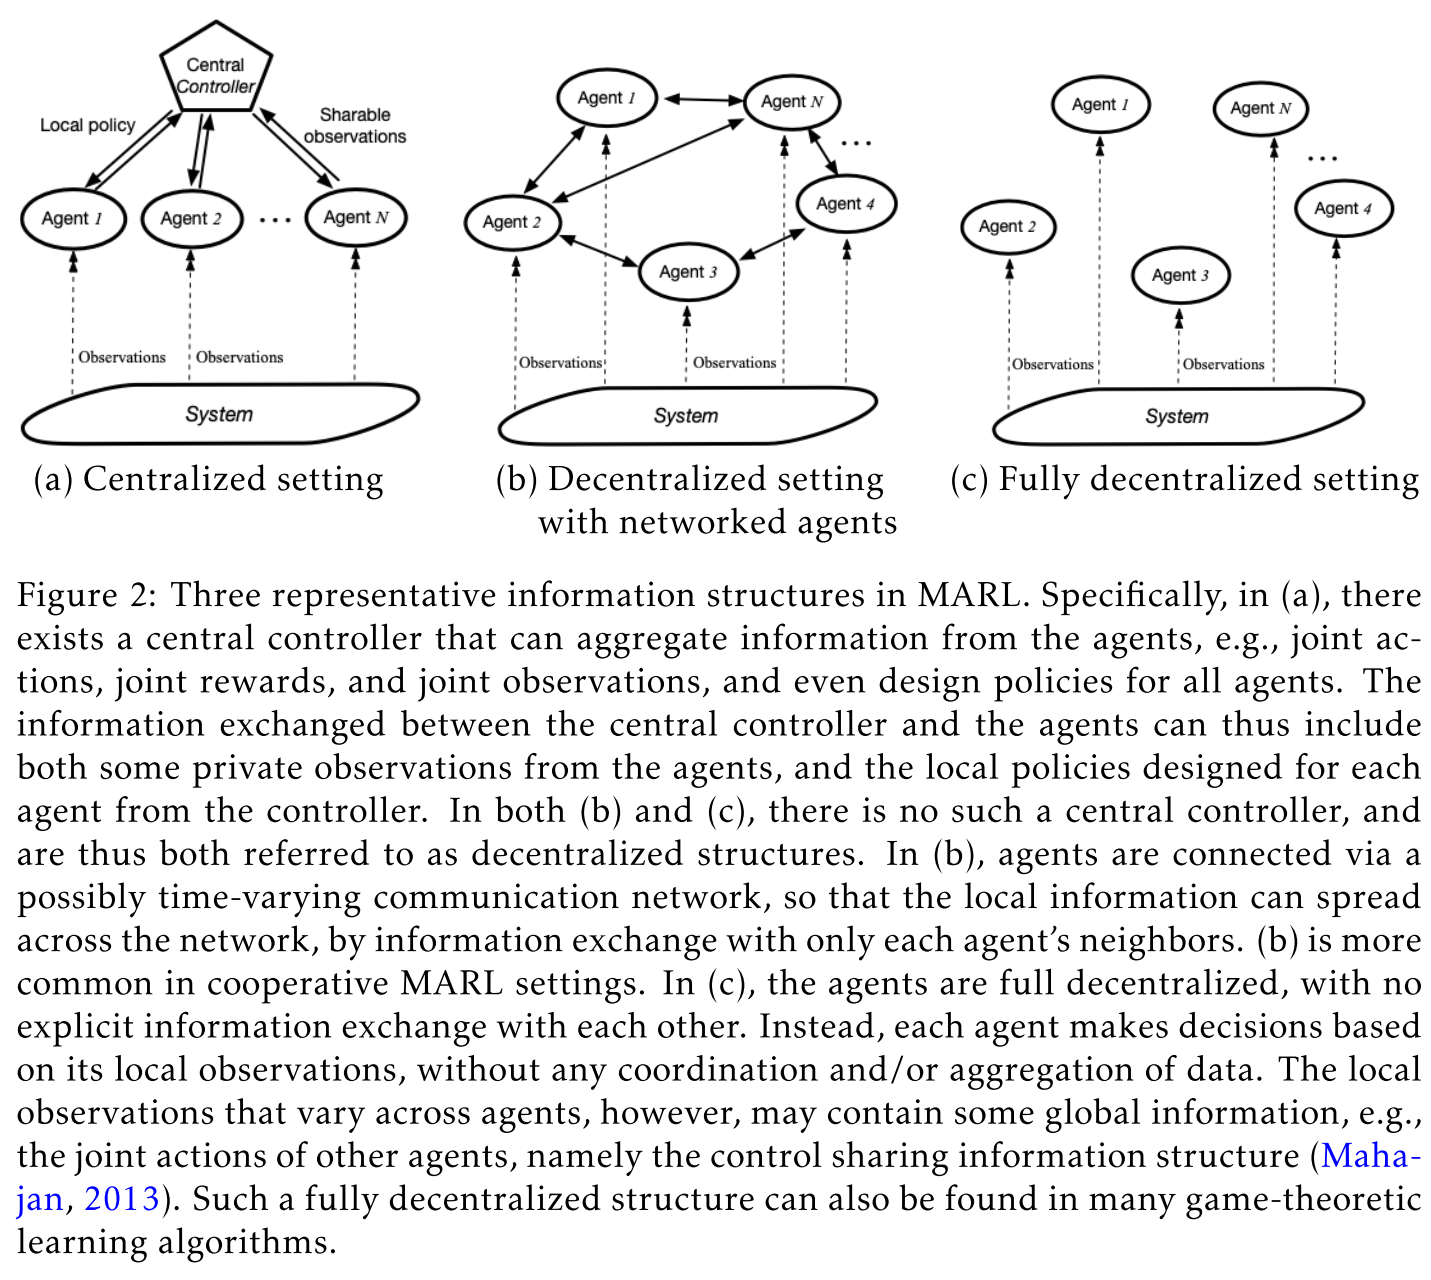 Central
Controller
Local policy
Sharable
observations
Agent 1
Agent 2
...
Agent N
Observations
Observations
System
(a) Centralized setting
Agent 1
Agent N
...
Agent 2
Agent 4
Agent 3
Observations
Observations
System
(b) Decentralized setting
with networked agents
Agent 1
Agent N
...
Agent 2
Agent 4
Agent 3
Observations
Observations
System
(c) Fully decentralized setting
Figure 2: Three representative information structures in MARL. Specifically, in (a), there
exists a central controller that can aggregate information from the agents, e.g., joint ac-
tions, joint rewards, and joint observations, and even design policies for all agents. The
information exchanged between the central controller and the agents can thus include
both some private observations from the agents, and the local policies designed for each
agent from the controller. In both (b) and (c), there is no such a central controller, and
are thus both referred to as decentralized structures. In (b), agents are connected via a
possibly time-varying communication network, so that the local information can spread
across the network, by information exchange with only each agent's neighbors. (b) is more
common in cooperative MARL settings. In (c), the agents are full decentralized, with no
explicit information exchange with each other. Instead, each agent makes decisions based
on its local observations, without any coordination and/or aggregation of data. The local
observations that vary across agents, however, may contain some global information, e.g.,
the joint actions of other agents, namely the control sharing information structure (Maha-
jan, 2013). Such a fully decentralized structure can also be found in many game-theoretic
learning algorithms.